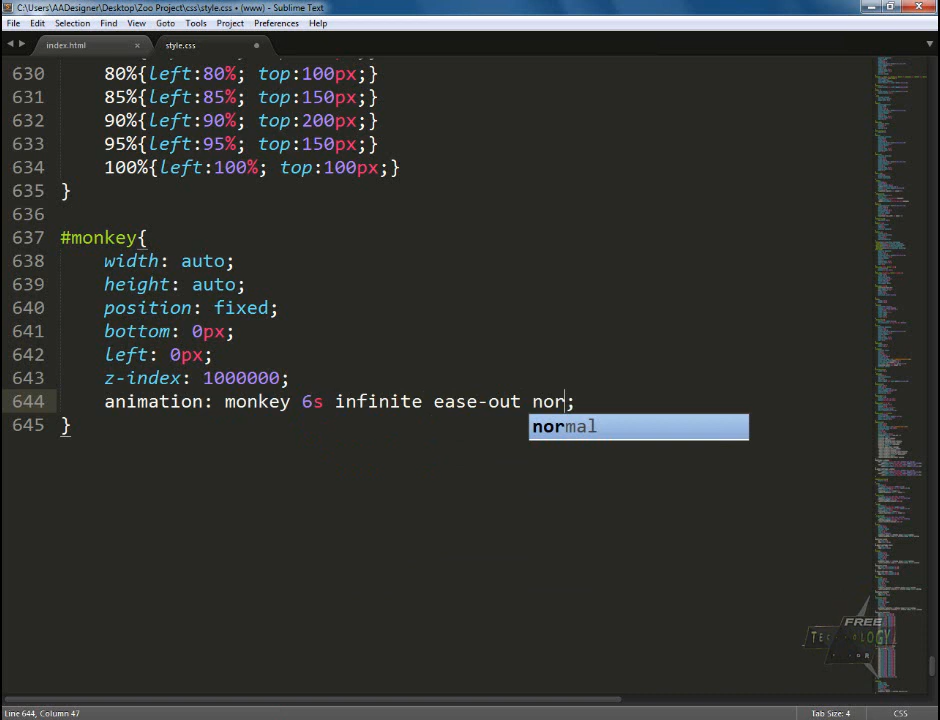 C:\Users\AADesigner\Desktop\Zoo Project\css\style.css • (www) - Sublime Text
File Edit Selection Find View Goto Tools Project Preferences Help
index.html × style.css •
630 80%{left:80%; top:100px;}
631 85%{left:85%; top:150px;}
632 90%{left:90%; top:200px;}
633 95%{left:95%; top:150px;}
634 100%{left:100%; top:100px;}
635 }
636
637 #monkey{
638 width: auto;
639 height: auto;
640 position: fixed;
641 bottom: 0px;
642 left: 0px;
643 z-index: 1000000;
644 animation: monkey 6s infinite ease-out nor;
normal
645 }
FREE
TECHNOLOGY
Line 644, Column 47 Tab Size: 4 CSS